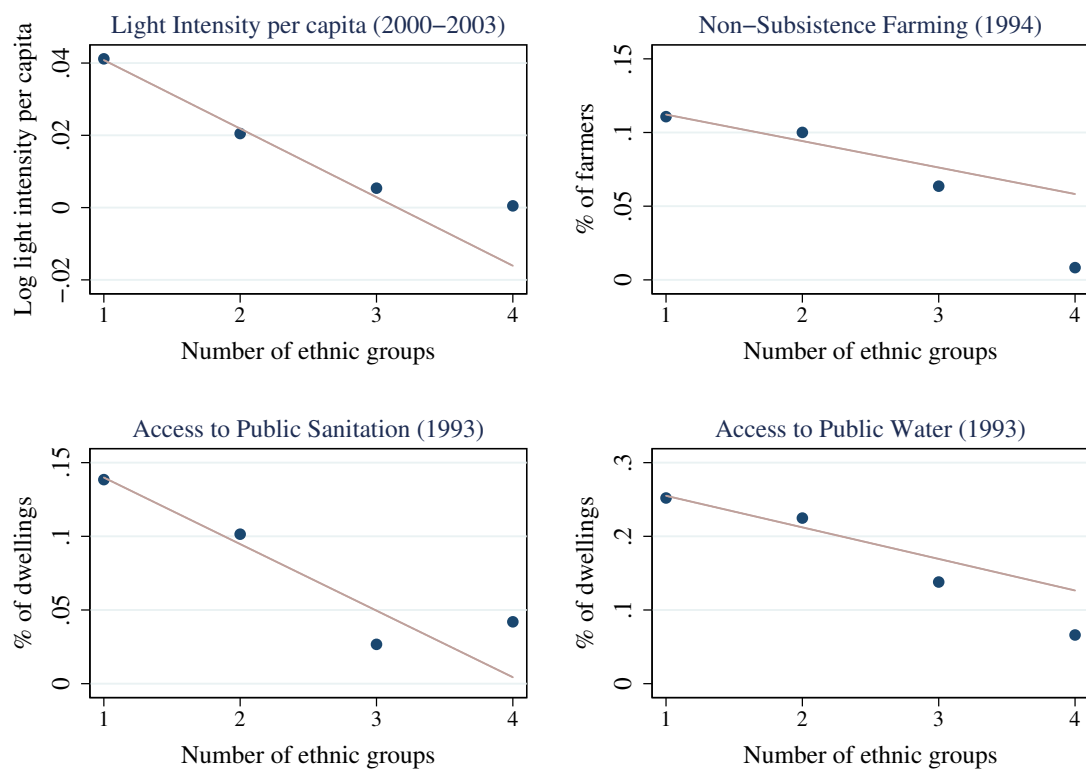 Light Intensity per capita (2000−2003)
Log light intensity per capita
.04
.02
0
−.02
1 2 3 4
Number of ethnic groups
Non−Subsistence Farming (1994)
% of farmers
.15
.1
.05
0
1 2 3 4
Number of ethnic groups
Access to Public Sanitation (1993)
% of dwellings
.15
.1
.05
0
1 2 3 4
Number of ethnic groups
Access to Public Water (1993)
% of dwellings
.3
.2
.1
0
1 2 3 4
Number of ethnic groups